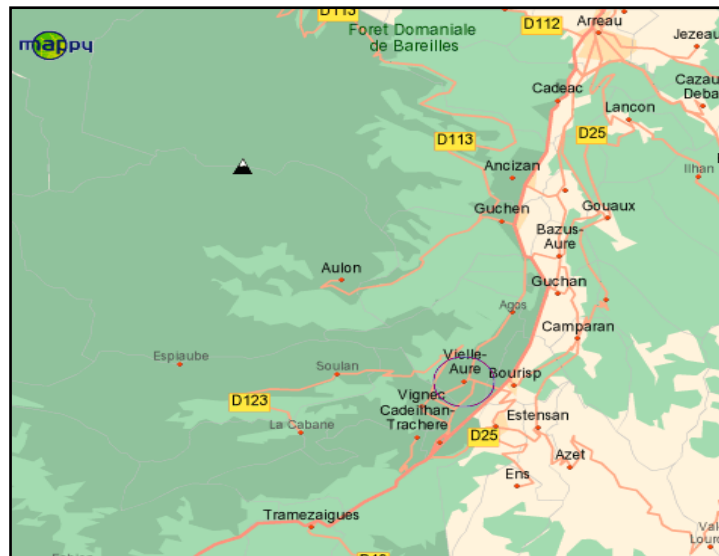 D113
D112
Arreau
mappy
Foret Domaniale
de Bareilles
Jezeau
Cadeac
Cazau
Deba
Lancon
D113
D25
Ancizan
Ilhan
Guchen
Gouaux
Bazus-
Aure
Aulon
Guchan
Agos
Camparan
Espiaube
Soulan
Vielle-
Aure
Bourisp
D123
Vignec
Cadeilhan-
Trachere
Estensan
La Cabane
D25
Azet
Ens
Tramezaigues
Val
Lour